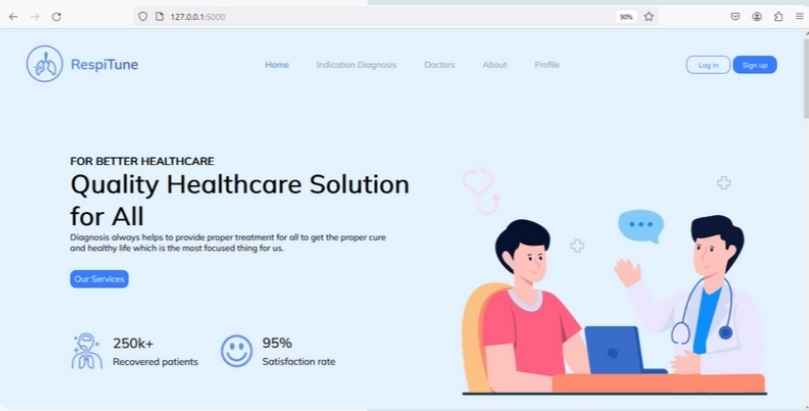 127.0.0.1:5000
90%
RespiTune
Home
Indication Diagnosis
Doctors
About
Profile
Log in
Sign up
FOR BETTER HEALTHCARE
Quality Healthcare Solution
for All
Diagnosis always helps to provide proper treatment for all to get the proper cure
and healthy life which is the most focused thing for us.
Our Services
250k+
Recovered patients
95%
Satisfaction rate